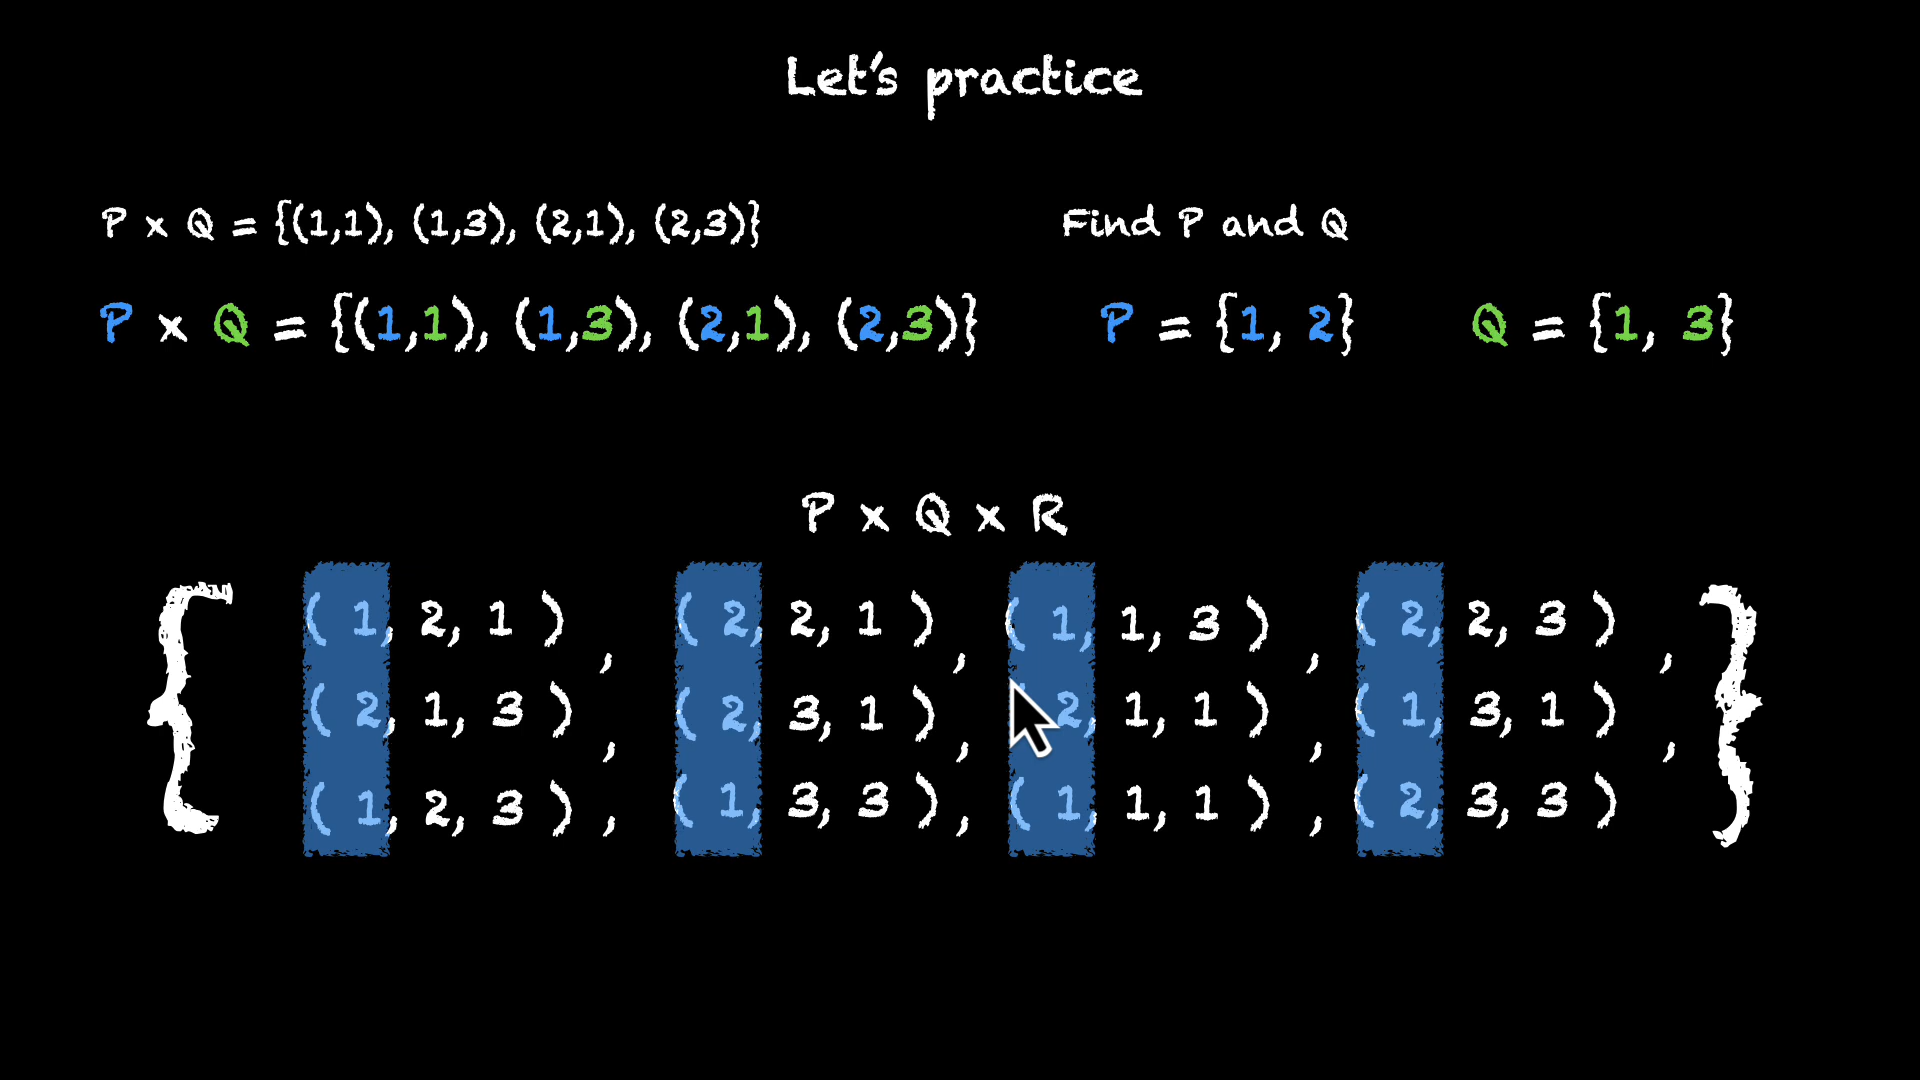 Let's practice
P x Q = {(1,1), (1,3), (2,1), (2,3)} Find P and Q
P x Q = {(1,1), (1,3), (2,1), (2,3)} P = {1, 2} Q = {1, 3}
P x Q x R
{ ( 1, 2, 1 ) , ( 2, 2, 1 ) , ( 1, 1, 3 ) , ( 2, 2, 3 ) , }
( 2, 1, 3 ) , ( 2, 3, 1 ) , 2, 1, 1 ) , ( 1, 3, 1 ) ,
( 1, 2, 3 ) , ( 1, 3, 3 ) , ( 1, 1, 1 ) , ( 2, 3, 3 )